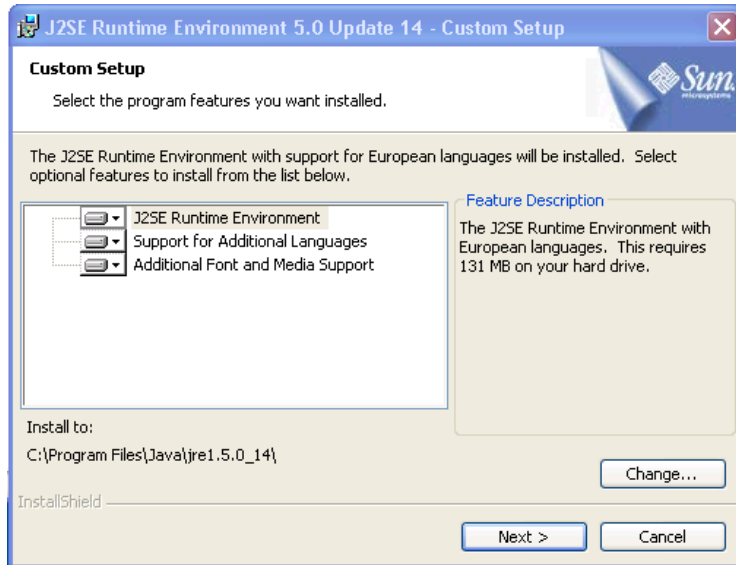 J2SE Runtime Environment 5.0 Update 14 - Custom Setup
Custom Setup
Select the program features you want installed.
Sun
microsystems
The J2SE Runtime Environment with support for European languages will be installed. Select
optional features to install from the list below.
J2SE Runtime Environment
Support for Additional Languages
Additional Font and Media Support
Feature Description
The J2SE Runtime Environment with
European languages. This requires
131 MB on your hard drive.
Install to:
C:\Program Files\Java\jre1.5.0_14\
Change...
InstallShield
Next >
Cancel